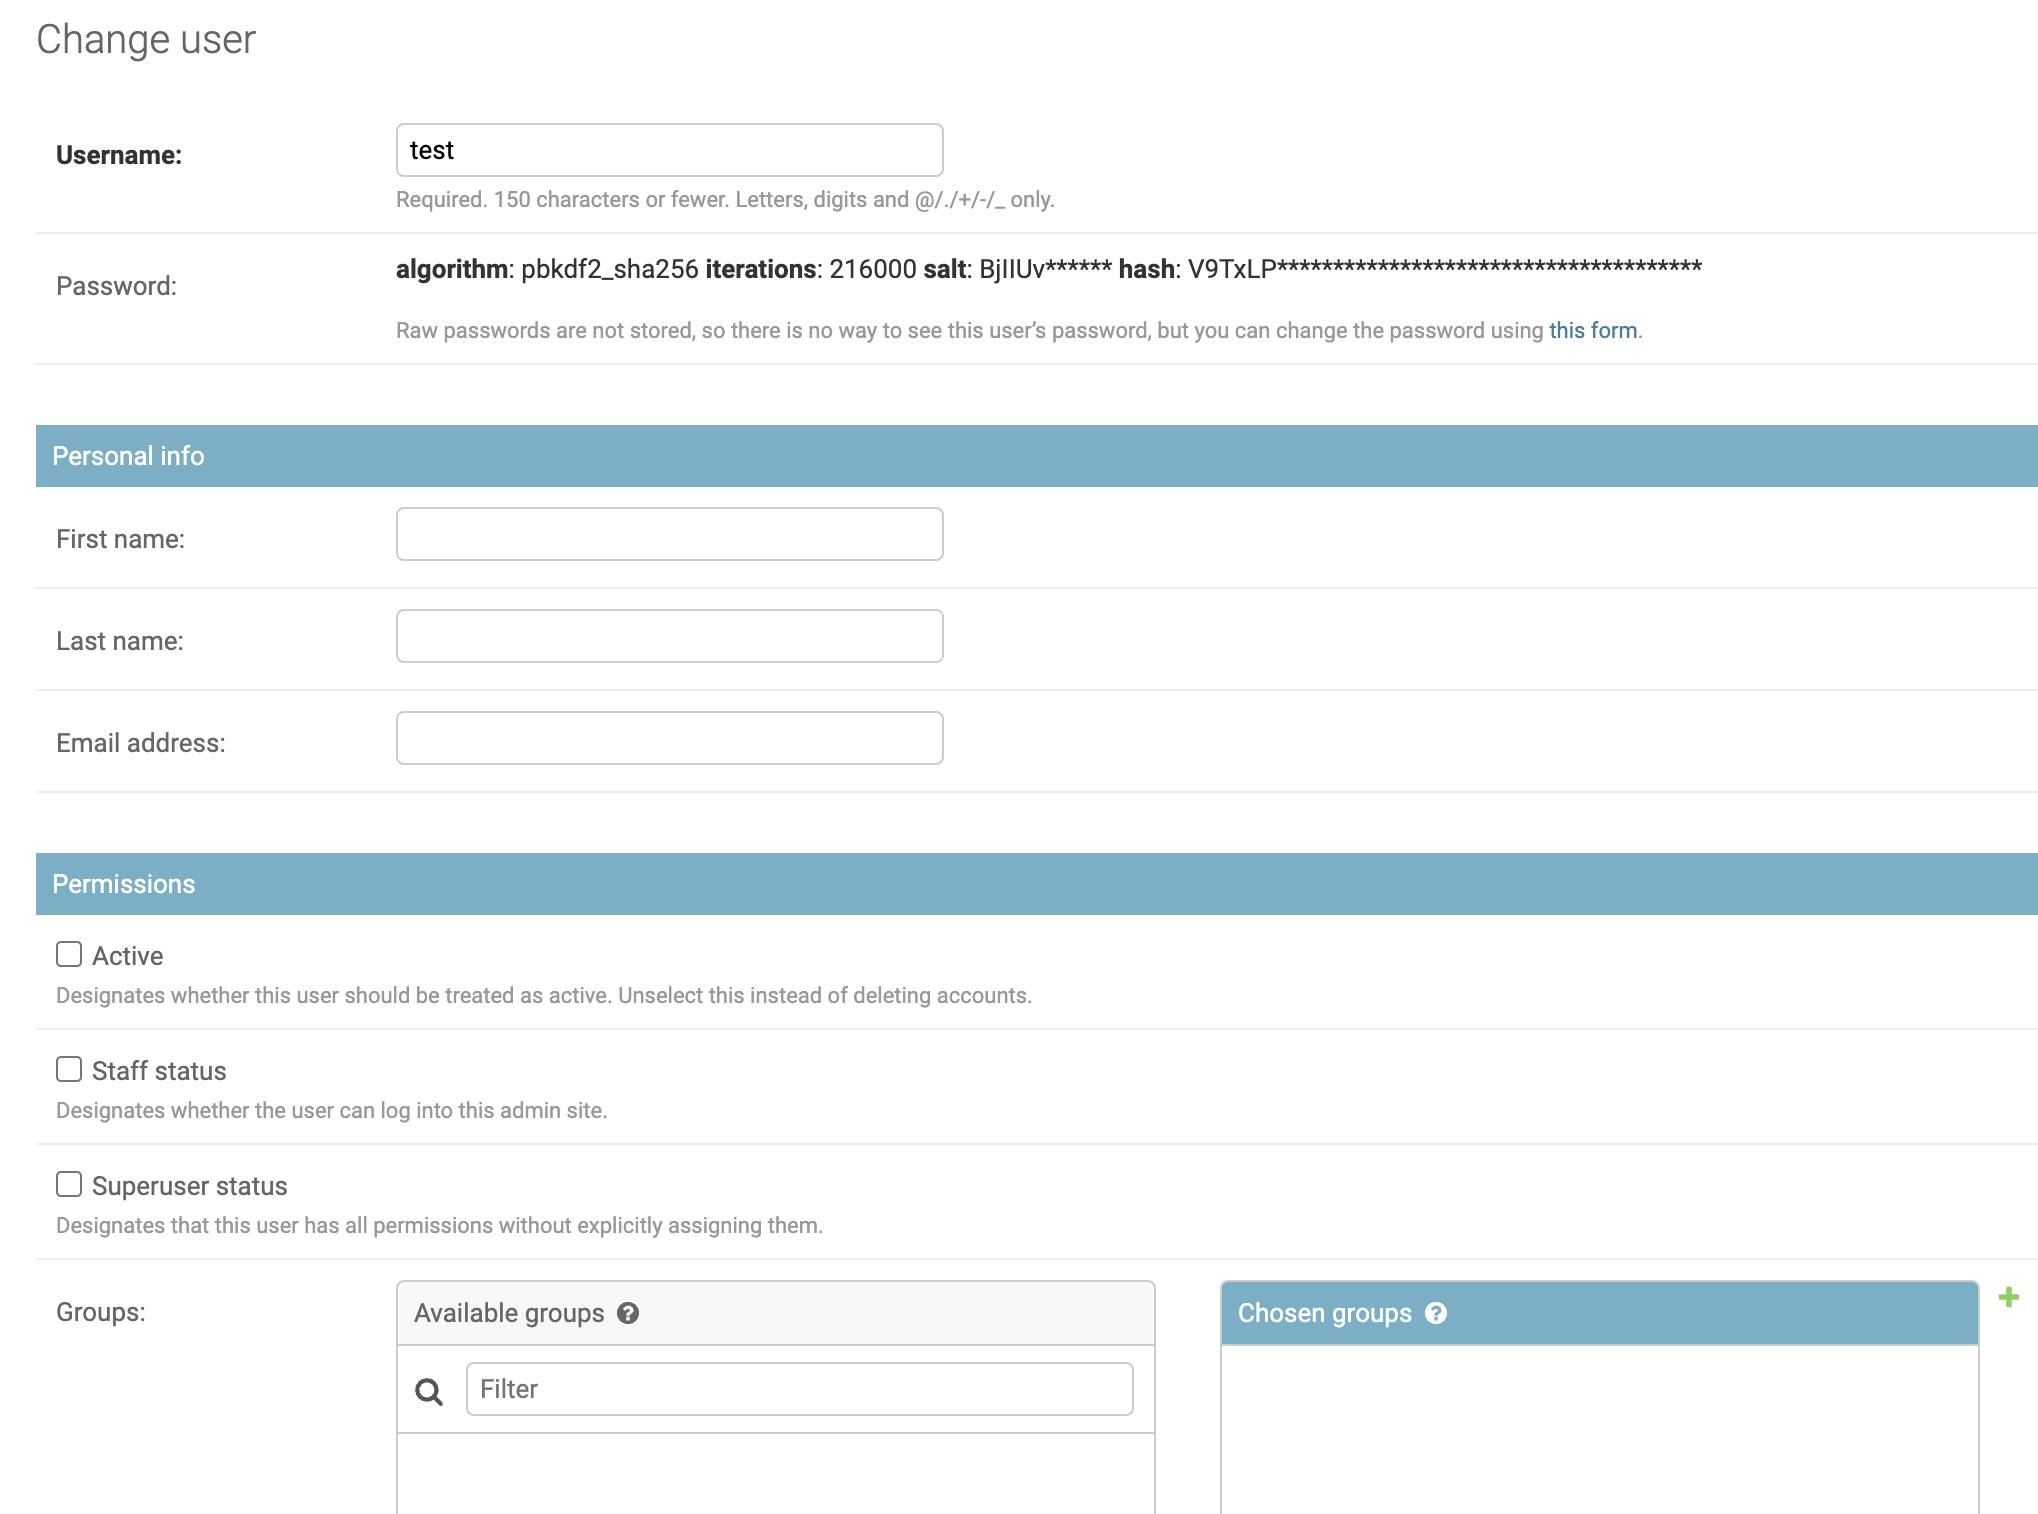 Change user
Username:
test
Required. 150 characters or fewer. Letters, digits and @/./+/-/_ only.
Password:
algorithm: pbkdf2_sha256 iterations: 216000 salt: BjIIUv****** hash: V9TxLP**************************************
Raw passwords are not stored, so there is no way to see this user’s password, but you can change the password using this form.
Personal info
First name:
Last name:
Email address:
Permissions
Active
Designates whether this user should be treated as active. Unselect this instead of deleting accounts.
Staff status
Designates whether the user can log into this admin site.
Superuser status
Designates that this user has all permissions without explicitly assigning them.
Groups:
Available groups ?
Filter
Chosen groups ?